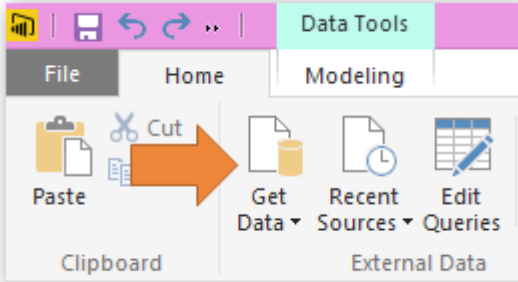 Data Tools
File Home Modeling
Cut
Paste Get Recent Edit
Data Sources Queries
Clipboard External Data